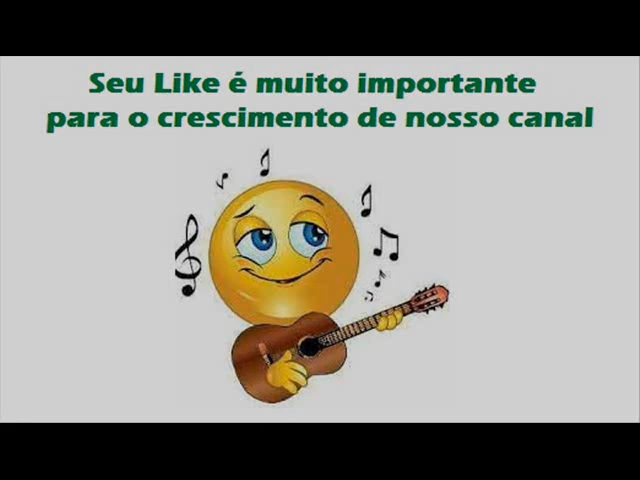 Seu Like é muito importante
para o crescimento de nosso canal